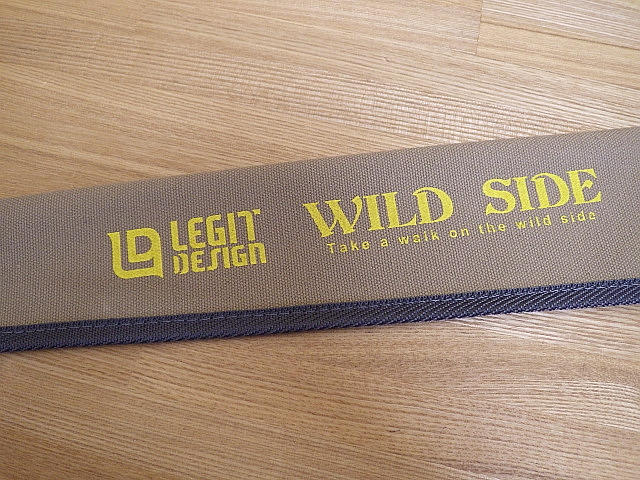 LEGIT
DESIGN
WILD SIDE
Take a walk on the wild side